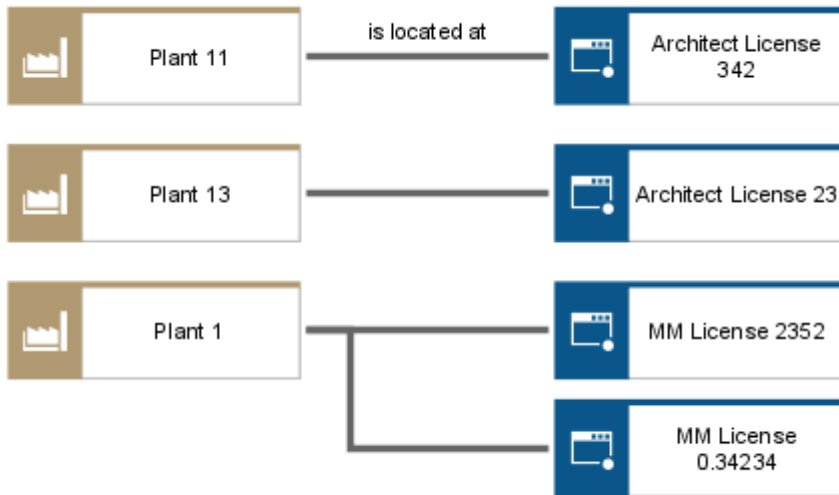 Plant 11
is located at
Architect License
342
Plant 13
Architect License 23
Plant 1
MM License 2352
MM License
0.34234